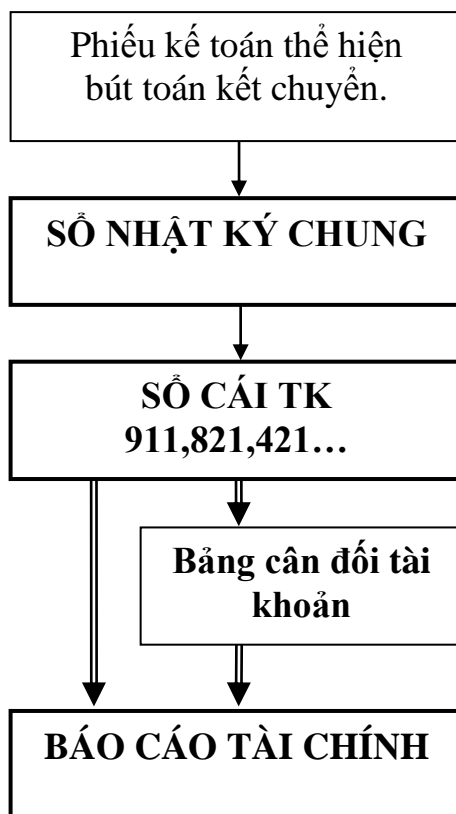 Phiếu kế toán thể hiện
bút toán kết chuyển.
SỔ NHẬT KÝ CHUNG
SỔ CÁI TK
911,821,421…
Bảng cân đối tài
khoản
BÁO CÁO TÀI CHÍNH